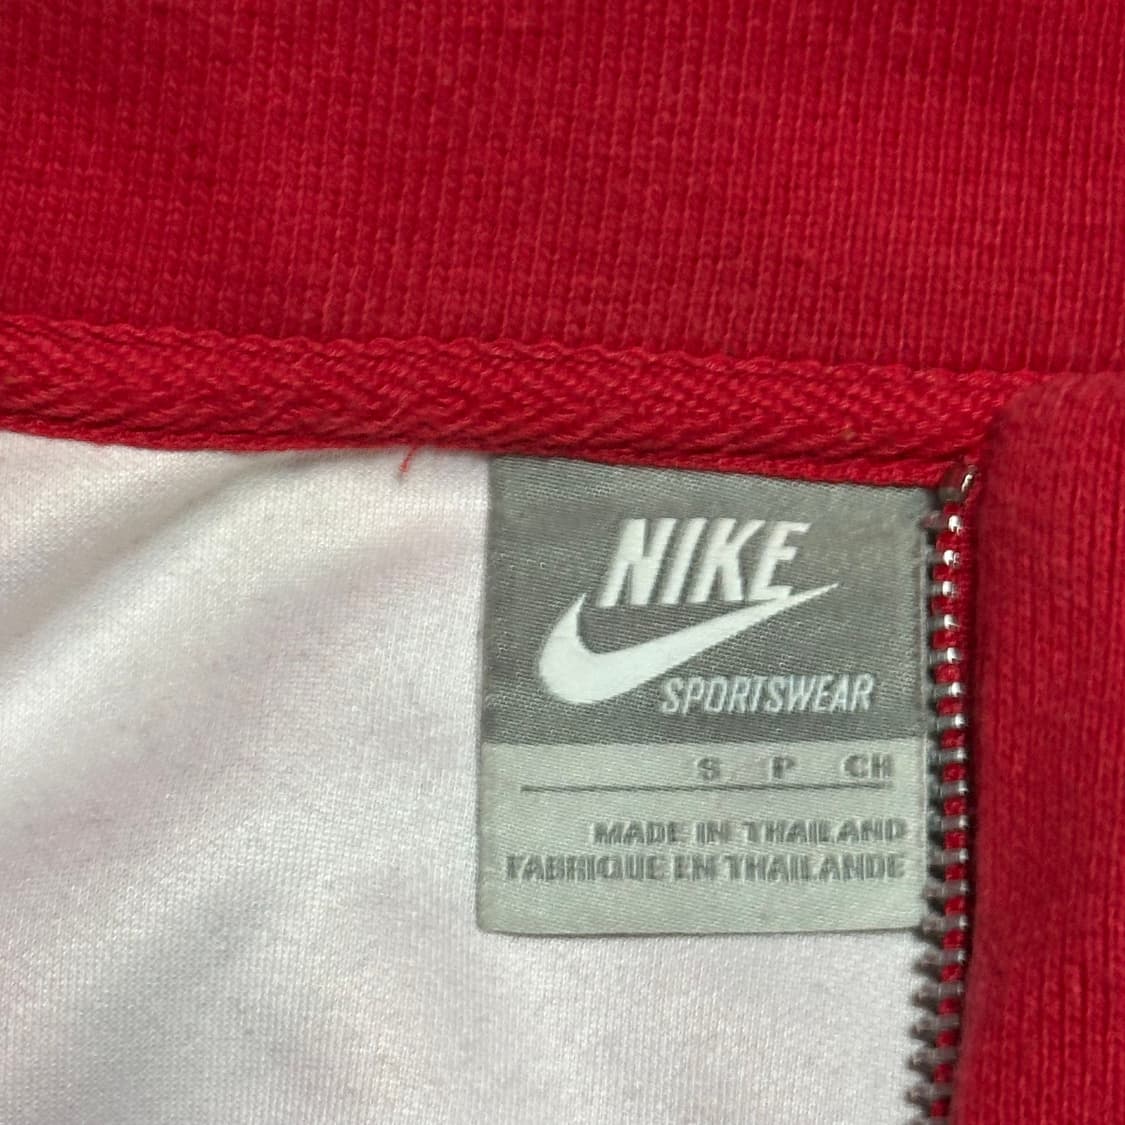 NIKE
SPORTSWEAR
S P CH
MADE IN THAILAND
FABRIQUE EN THAILANDE